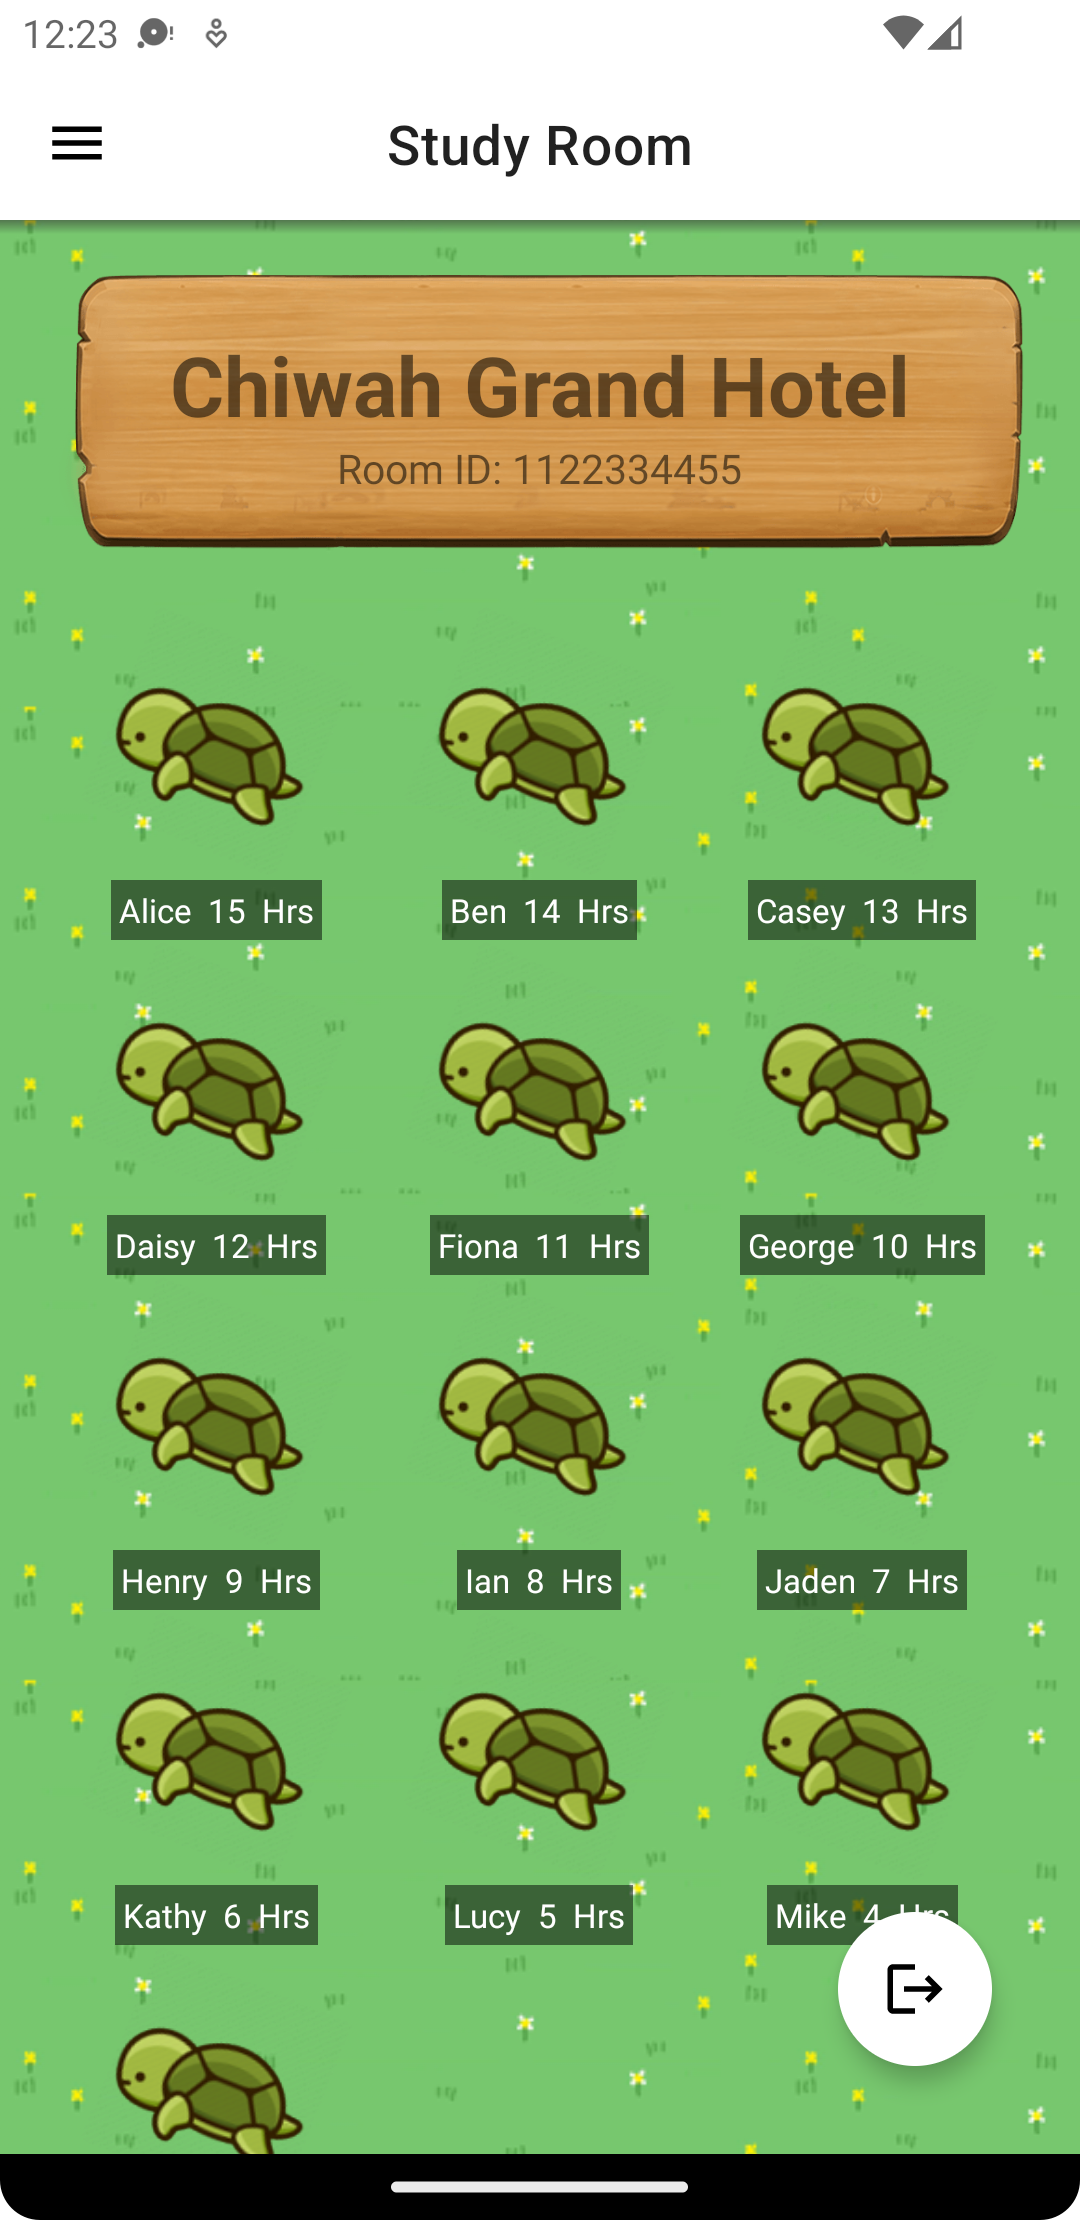 12:23
Study Room
Chiwah Grand Hotel
Room ID: 1122334455
Alice 15 Hrs
Ben 14 Hrs
Casey 13 Hrs
Daisy 12 Hrs
Fiona 11 Hrs
George 10 Hrs
Henry 9 Hrs
Ian 8 Hrs
Jaden 7 Hrs
Kathy 6 Hrs
Lucy 5 Hrs
Mike 4 Hrs